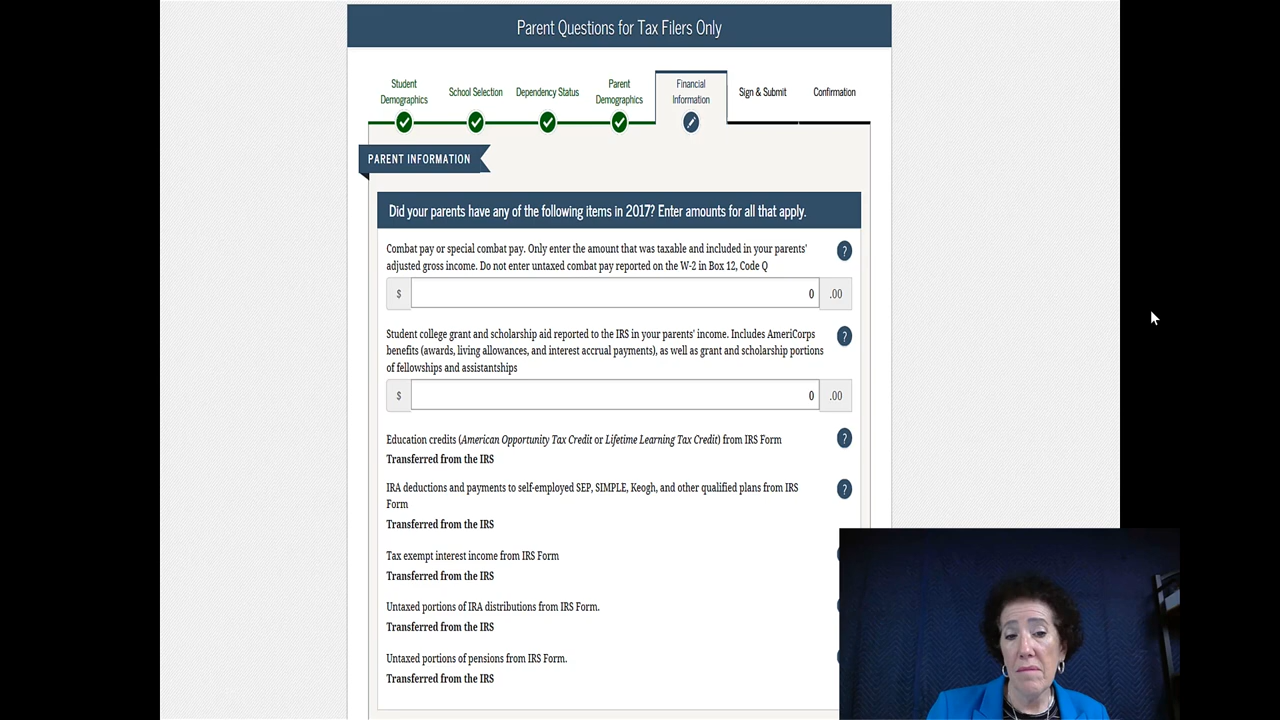 Parent Questions for Tax Filers Only
Student
Demographics
School Selection
Dependency Status
Parent
Demographics
Financial
Information
Sign & Submit
Confirmation
PARENT INFORMATION
Did your parents have any of the following items in 2017? Enter amounts for all that apply.
Combat pay or special combat pay. Only enter the amount that was taxable and included in your parents'
adjusted gross income. Do not enter untaxed combat pay reported on the W-2 in Box 12, Code Q
?
$ 0 .00
Student college grant and scholarship aid reported to the IRS in your parents' income. Includes AmeriCorps
benefits (awards, living allowances, and interest accrual payments), as well as grant and scholarship portions
of fellowships and assistantships
?
$ 0 .00
Education credits (American Opportunity Tax Credit or Lifetime Learning Tax Credit) from IRS Form
?
Transferred from the IRS
IRA deductions and payments to self-employed SEP, SIMPLE, Keogh, and other qualified plans from IRS
Form
?
Transferred from the IRS
Tax exempt interest income from IRS Form
Transferred from the IRS
Untaxed portions of IRA distributions from IRS Form.
Transferred from the IRS
Untaxed portions of pensions from IRS Form.
Transferred from the IRS